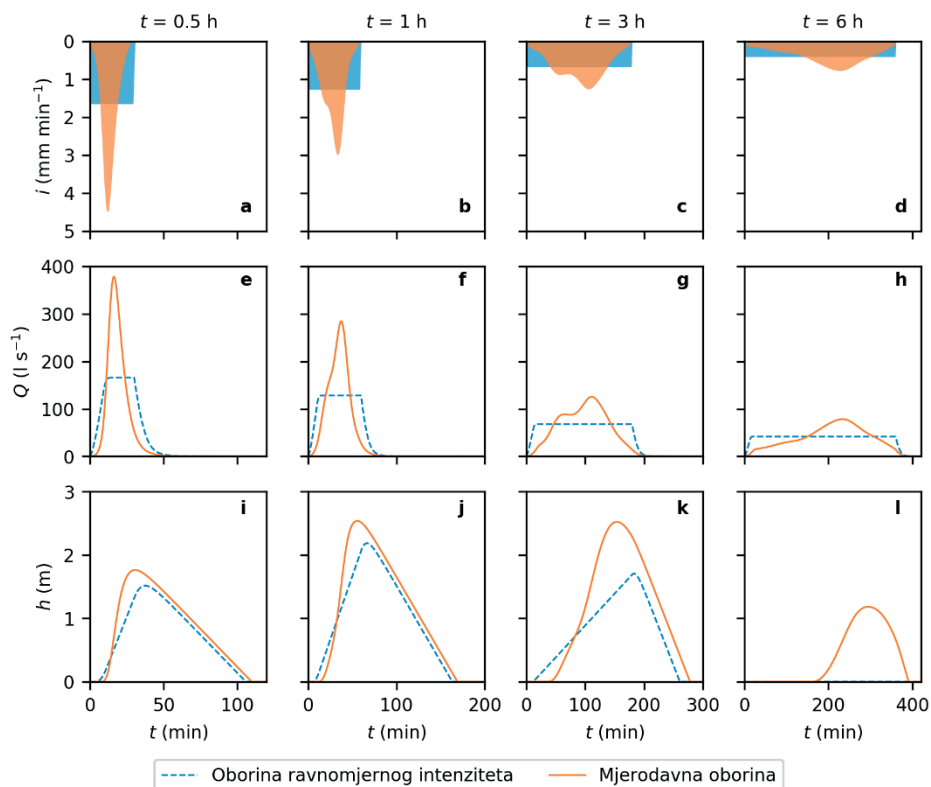 t = 0.5 h
t = 1 h
t = 3 h
t = 6 h
i (mm min⁻¹)
0
1
2
3
4
5
a
b
c
d
Q (l s⁻¹)
400
300
200
100
0
e
f
g
h
h (m)
3
2
1
0
i
j
k
l
0 50 100
0 100 200
0 100 200 300
0 200 400
t (min)
t (min)
t (min)
t (min)
Oborina ravnomjernog intenziteta
Mjerodavna oborina